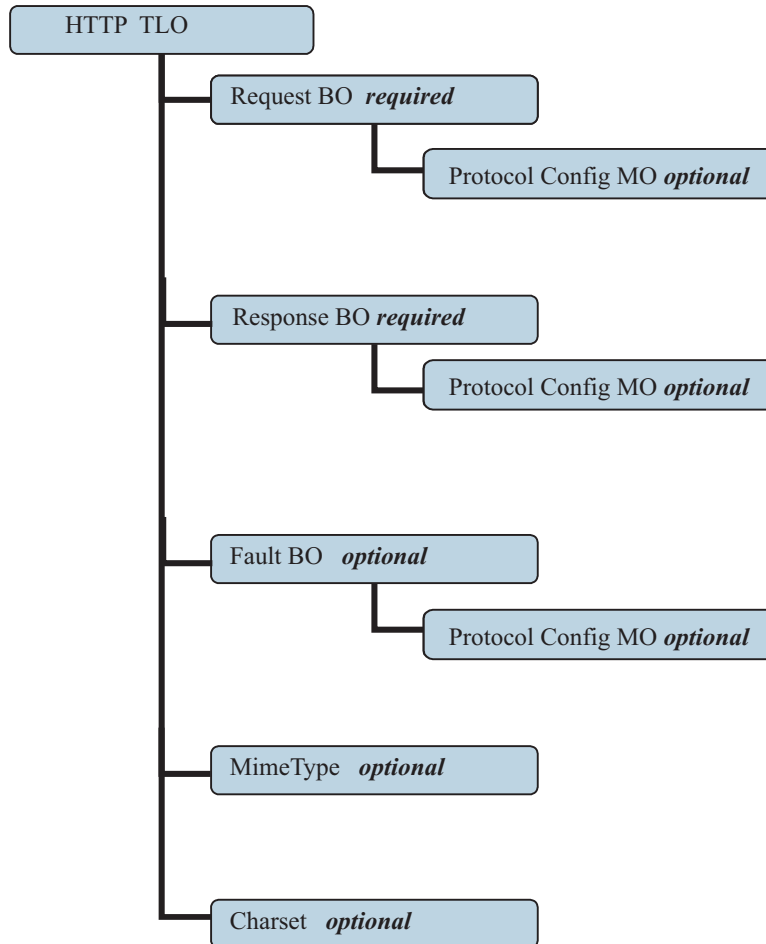 HTTP TLO
Request BO required
Protocol Config MO optional
Response BO required
Protocol Config MO optional
Fault BO optional
Protocol Config MO optional
MimeType optional
Charset optional